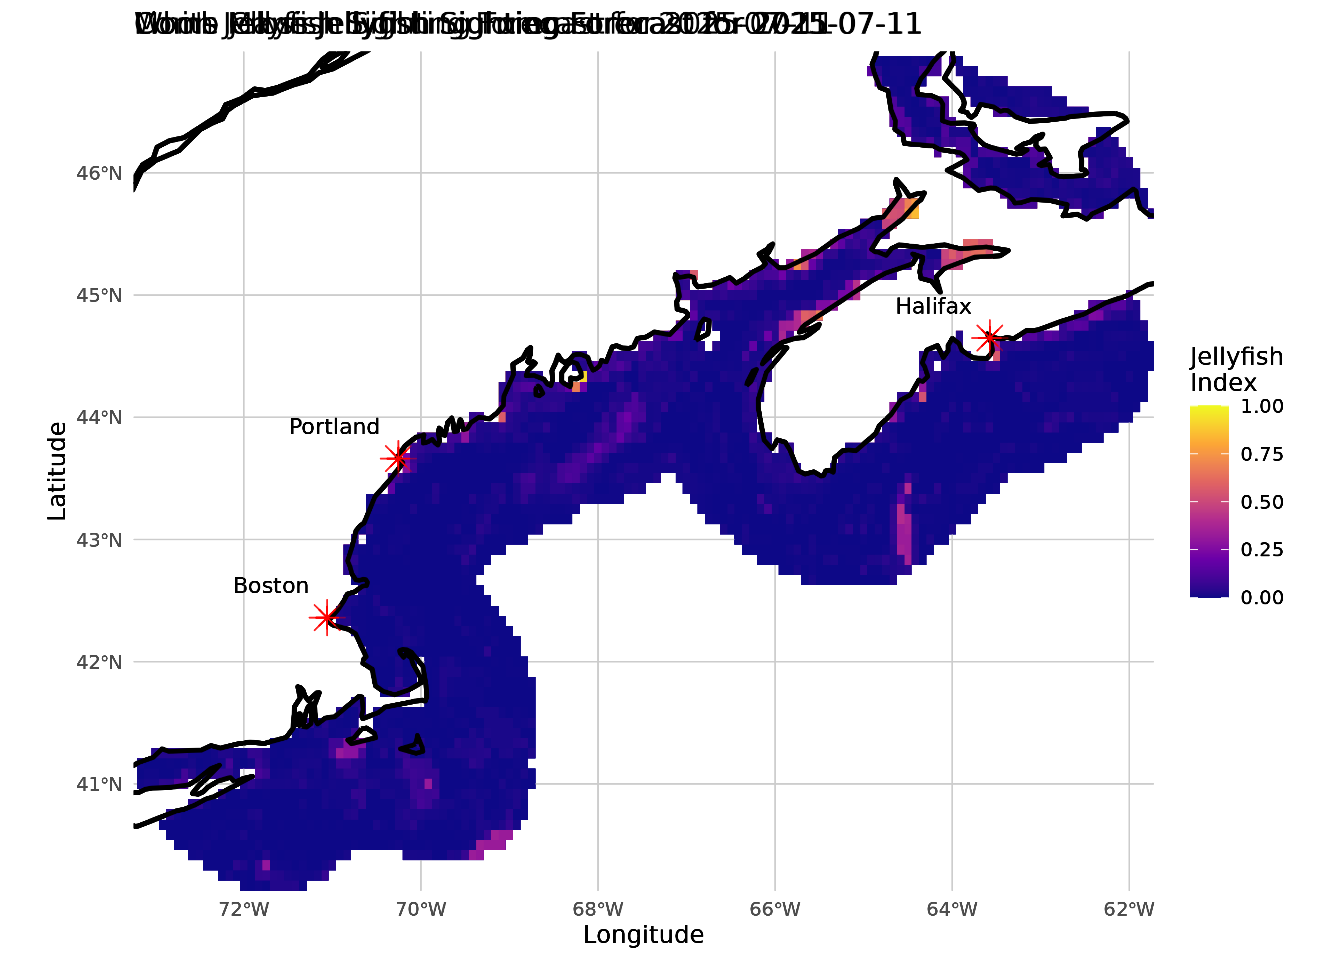 Jellyfish Sighting Forecast for 2025-07-11
46°N
45°N
Halifax
Jellyfish
Index
1.00
44°N
Portland
0.75
0.50
43°N
0.25
Boston
0.00
42°N
41°N
Latitude
72°W
70°W
68°W
66°W
64°W
62°W
Longitude